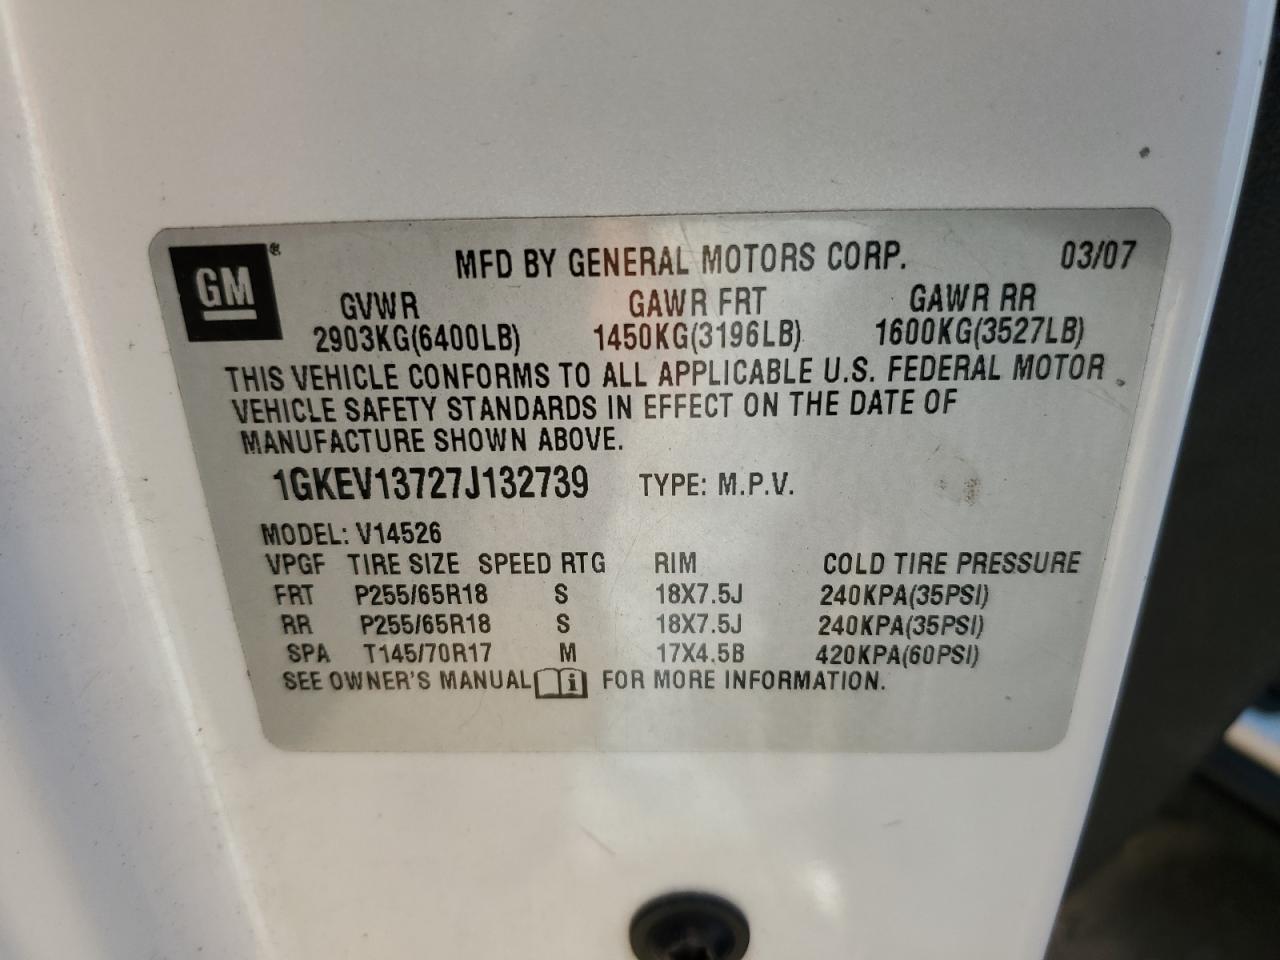 GM ® MFD BY GENERAL MOTORS CORP. 03/07
GVWR GAWR FRT GAWR RR
2903KG(6400LB) 1450KG(3196LB) 1600KG(3527LB)
THIS VEHICLE CONFORMS TO ALL APPLICABLE U.S. FEDERAL MOTOR
VEHICLE SAFETY STANDARDS IN EFFECT ON THE DATE OF
MANUFACTURE SHOWN ABOVE.
1GKEV13727J132739 TYPE: M.P.V.
MODEL: V14526
VPGF TIRE SIZE SPEED RTG RIM COLD TIRE PRESSURE
FRT P255/65R18 S 18X7.5J 240KPA(35PSI)
RR P255/65R18 S 18X7.5J 240KPA(35PSI)
SPA T145/70R17 M 17X4.5B 420KPA(60PSI)
SEE OWNER'S MANUAL i FOR MORE INFORMATION.